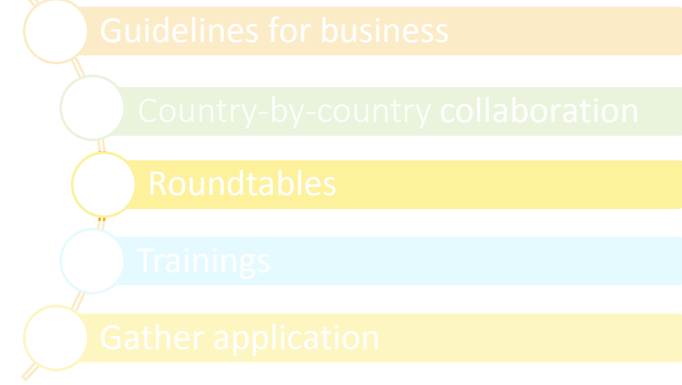 Guidelines for business
Country-by-country collaboration
Roundtables
Trainings
Gather application